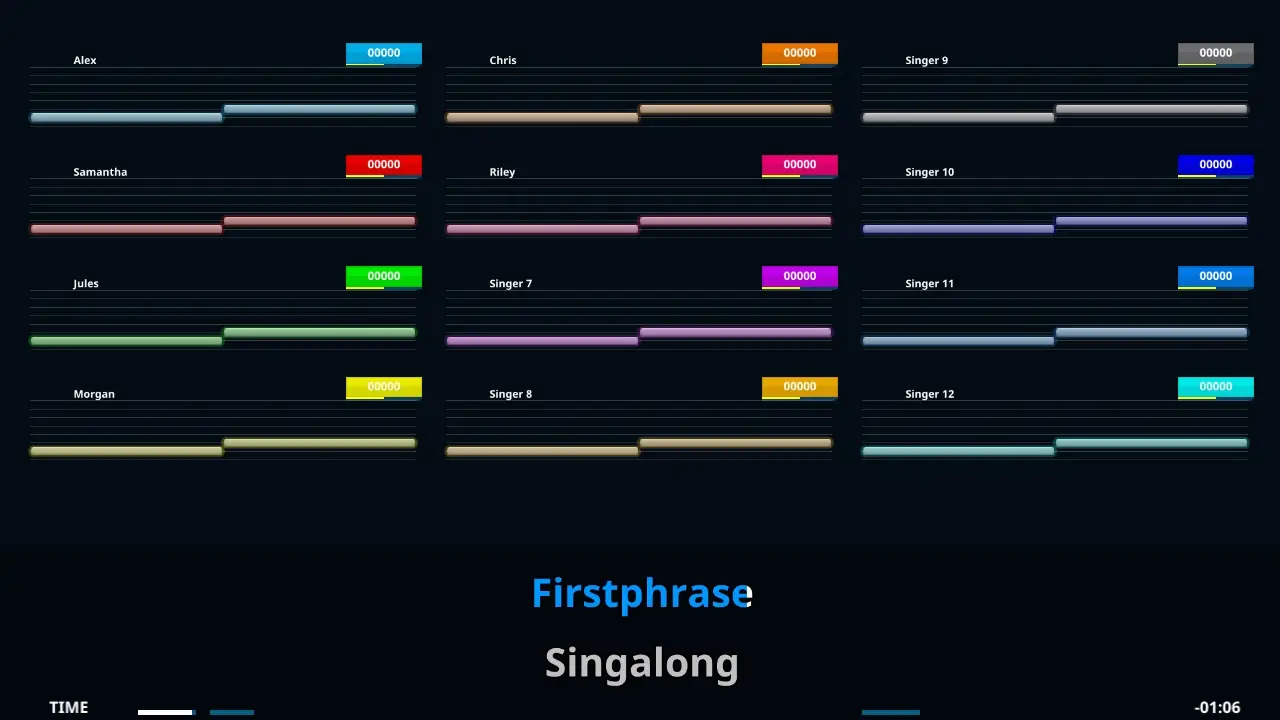 Alex 00000
Chris 00000
Singer 9 00000
Samantha 00000
Riley 00000
Singer 10 00000
Jules 00000
Singer 7 00000
Singer 11 00000
Morgan 00000
Singer 8 00000
Singer 12 00000
Firstphrase
Singalong
TIME -01:06